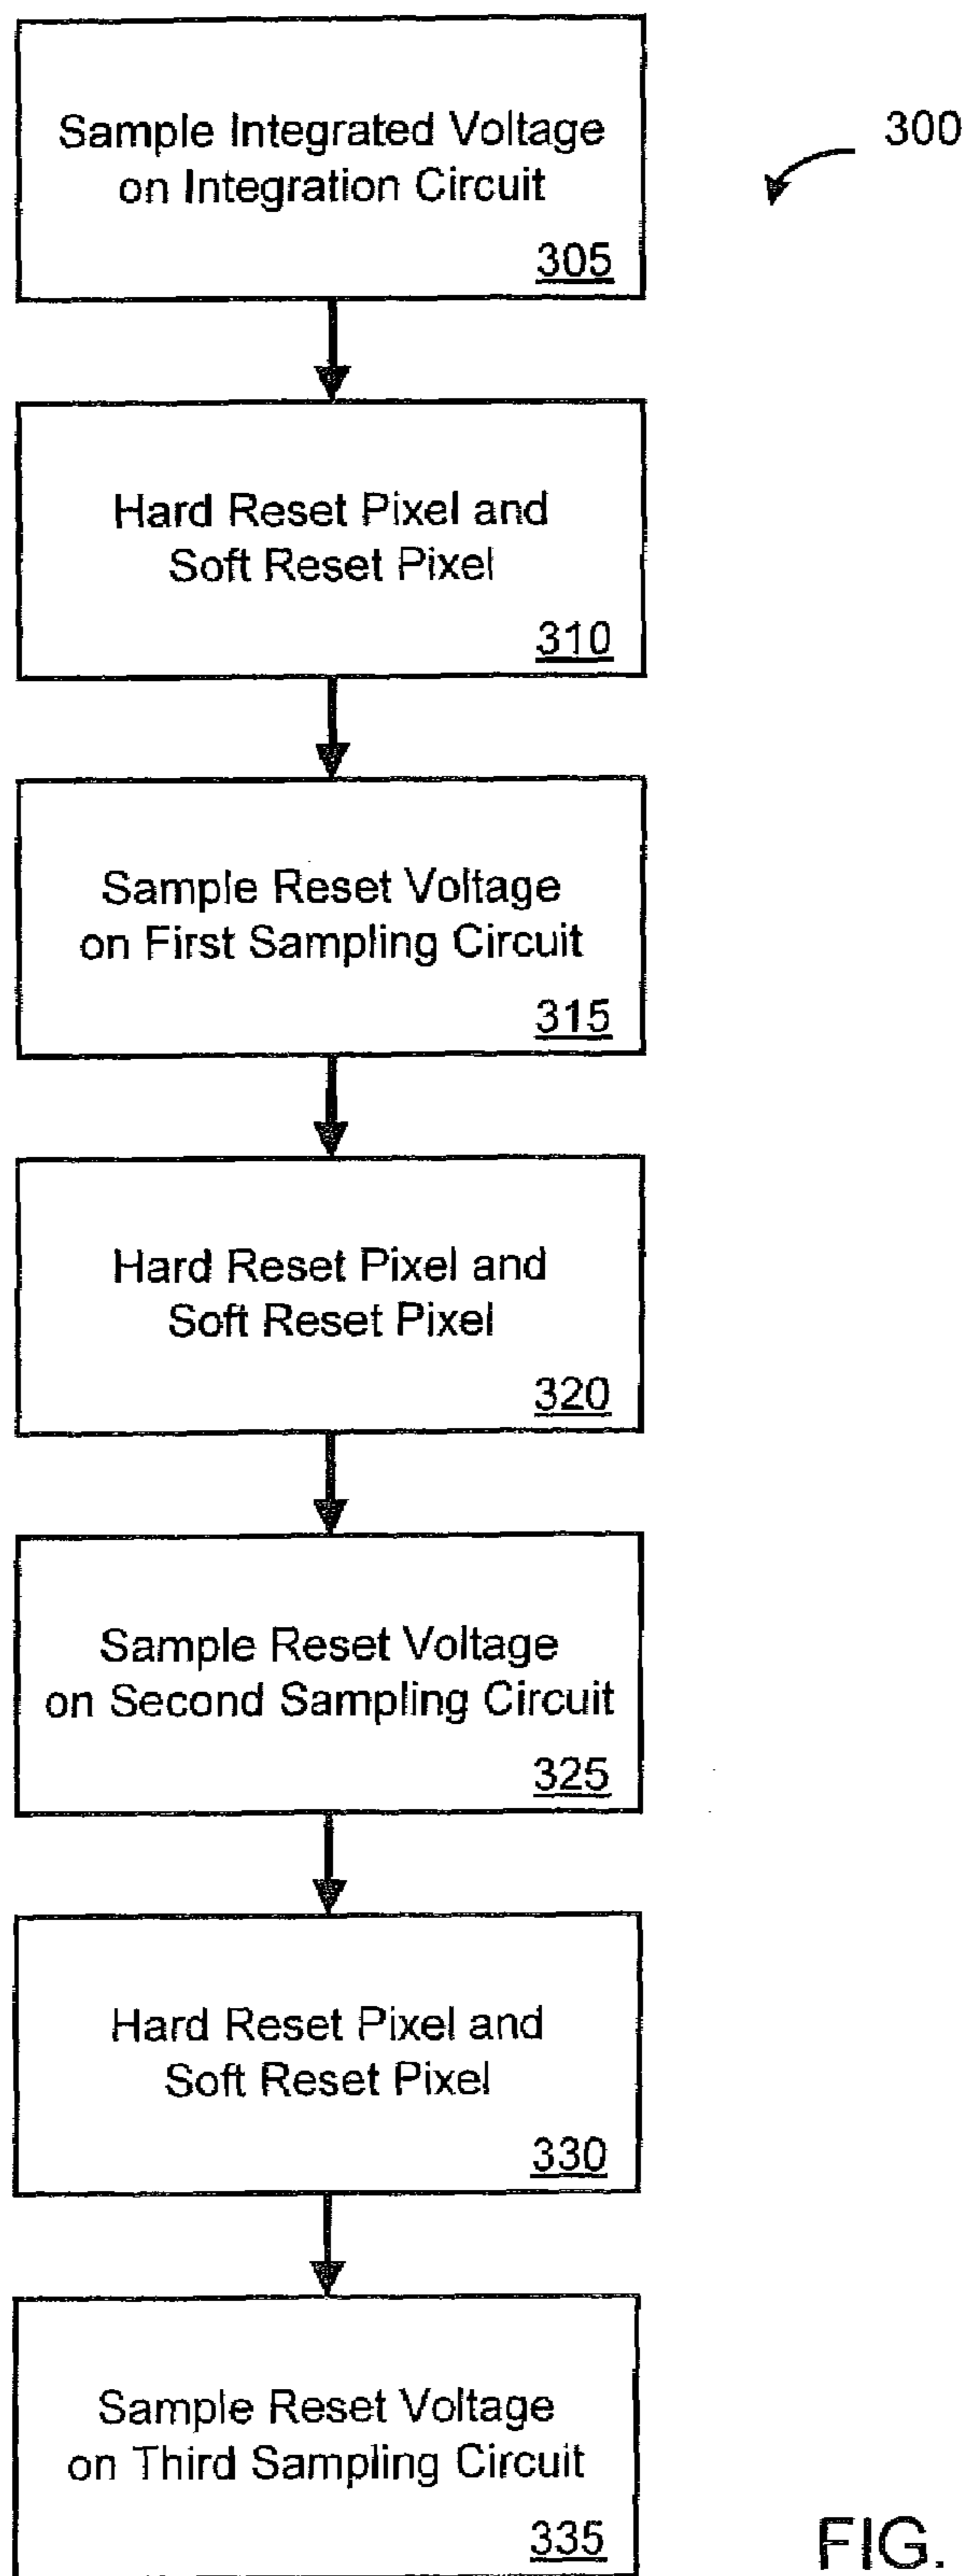 300
Sample Integrated Voltage
on Integration Circuit
305
Hard Reset Pixel and
Soft Reset Pixel
310
Sample Reset Voltage
on First Sampling Circuit
315
Hard Reset Pixel and
Soft Reset Pixel
320
Sample Reset Voltage
on Second Sampling Circuit
325
Hard Reset Pixel and
Soft Reset Pixel
330
Sample Reset Voltage
on Third Sampling Circuit
335
FIG.